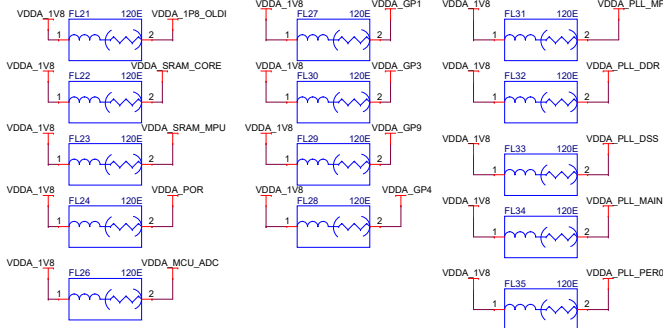 VDDA_1V8 FL21 120E VDDA_1P8_OLDI
1 2
VDDA_1V8 FL22 120E VDDA_SRAM_CORE
1 2
VDDA_1V8 FL23 120E VDDA_SRAM_MPU
1 2
VDDA_1V8 FL24 120E VDDA_POR
1 2
VDDA_1V8 FL26 120E VDDA_MCU_ADC
1 2
VDDA_1V8 FL27 120E VDDA_GP1
1 2
VDDA_1V8 FL30 120E VDDA_GP3
1 2
VDDA_1V8 FL29 120E VDDA_GP9
1 2
VDDA_1V8 FL28 120E VDDA_GP4
1 2
VDDA_1V8 FL31 120E
1 2
VDDA_1V8 FL32 120E VDDA_PLL_DDR
1 2
VDDA_1V8 FL33 120E VDDA_PLL_DSS
1 2
VDDA_1V8 FL34 120E VDDA_PLL_MAIN
1 2
VDDA_1V8 FL35 120E VDDA_PLL_PER0
1 2